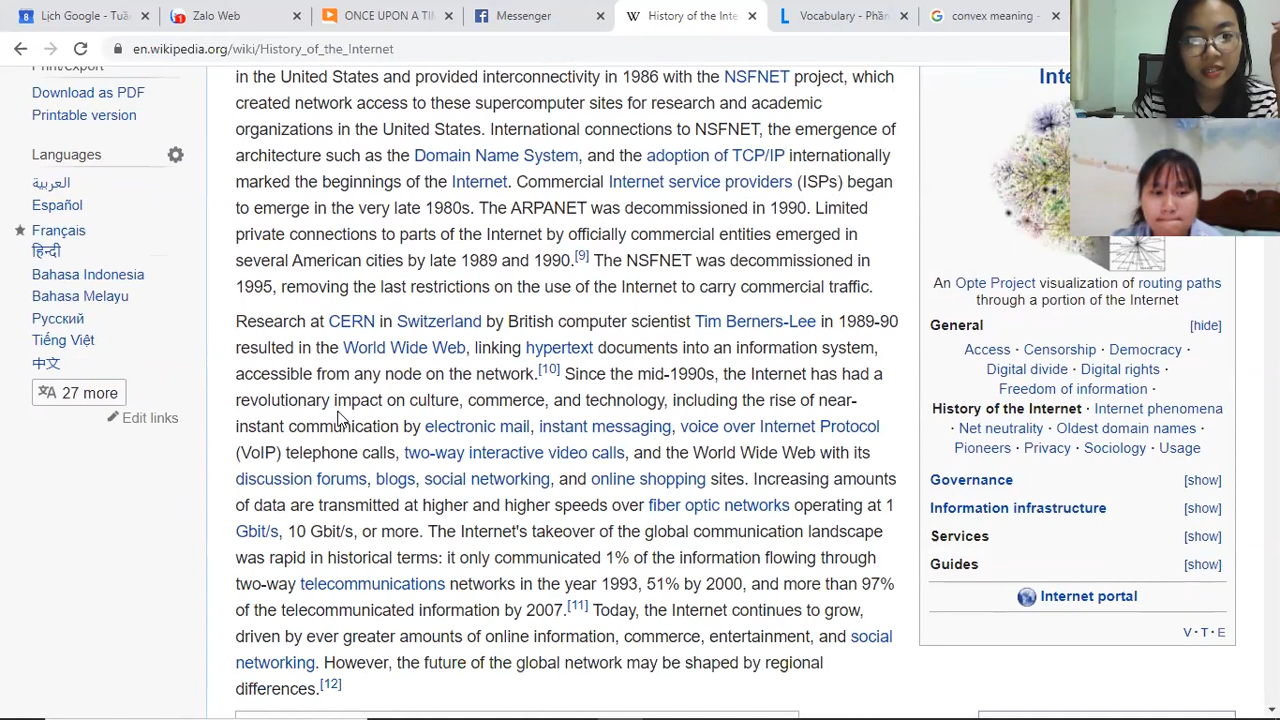 Lịch Google - Tuầ
Zalo Web
ONCE UPON A TI
Messenger
History of the Inte
Vocabulary - Phần
convex meaning -
en.wikipedia.org/wiki/History_of_the_Internet
Print/export
Download as PDF
Printable version
Languages
العربية
Español
Français
हिन्दी
Bahasa Indonesia
Bahasa Melayu
Русский
Tiếng Việt
中文
27 more
Edit links
in the United States and provided interconnectivity in 1986 with the NSFNET project, which
created network access to these supercomputer sites for research and academic
organizations in the United States. International connections to NSFNET, the emergence of
architecture such as the Domain Name System, and the adoption of TCP/IP internationally
marked the beginnings of the Internet. Commercial Internet service providers (ISPs) began
to emerge in the very late 1980s. The ARPANET was decommissioned in 1990. Limited
private connections to parts of the Internet by officially commercial entities emerged in
several American cities by late 1989 and 1990.[9] The NSFNET was decommissioned in
1995, removing the last restrictions on the use of the Internet to carry commercial traffic.
Research at CERN in Switzerland by British computer scientist Tim Berners-Lee in 1989-90
resulted in the World Wide Web, linking hypertext documents into an information system,
accessible from any node on the network.[10] Since the mid-1990s, the Internet has had a
revolutionary impact on culture, commerce, and technology, including the rise of near-
instant communication by electronic mail, instant messaging, voice over Internet Protocol
(VoIP) telephone calls, two-way interactive video calls, and the World Wide Web with its
discussion forums, blogs, social networking, and online shopping sites. Increasing amounts
of data are transmitted at higher and higher speeds over fiber optic networks operating at 1
Gbit/s, 10 Gbit/s, or more. The Internet's takeover of the global communication landscape
was rapid in historical terms: it only communicated 1% of the information flowing through
two-way telecommunications networks in the year 1993, 51% by 2000, and more than 97%
of the telecommunicated information by 2007.[11] Today, the Internet continues to grow,
driven by ever greater amounts of online information, commerce, entertainment, and social
networking. However, the future of the global network may be shaped by regional
differences.[12]
Inte
An Opte Project visualization of routing paths
through a portion of the Internet
General [hide]
Access · Censorship · Democracy ·
Digital divide · Digital rights ·
Freedom of information ·
History of the Internet · Internet phenomena
· Net neutrality · Oldest domain names ·
Pioneers · Privacy · Sociology · Usage
Governance [show]
Information infrastructure [show]
Services [show]
Guides [show]
Internet portal
V · T · E